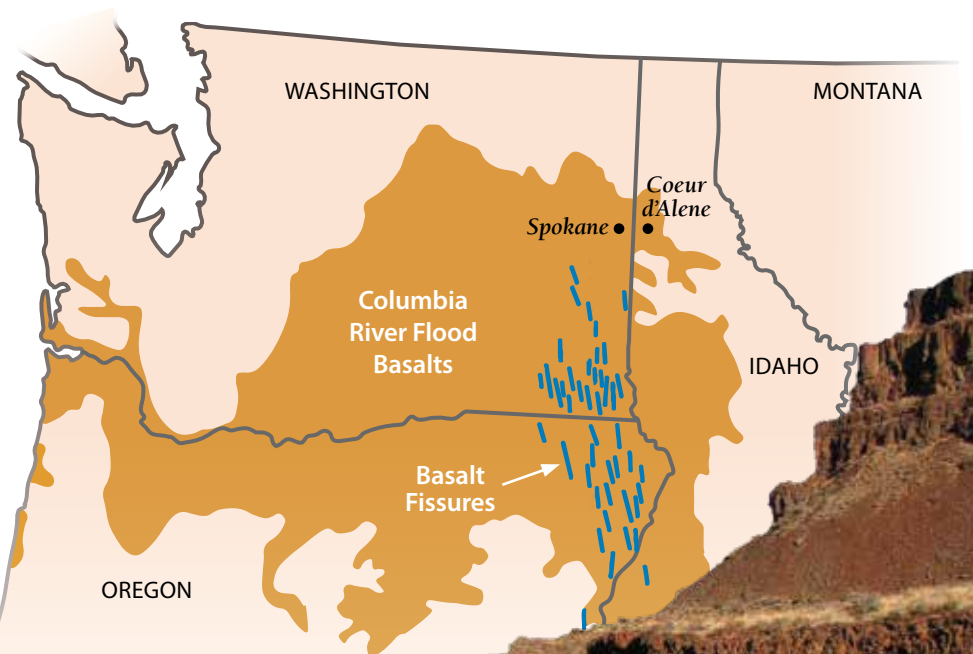 WASHINGTON
MONTANA
Coeur
d'Alene
Spokane
Columbia
River Flood
Basalts
IDAHO
Basalt
Fissures
OREGON